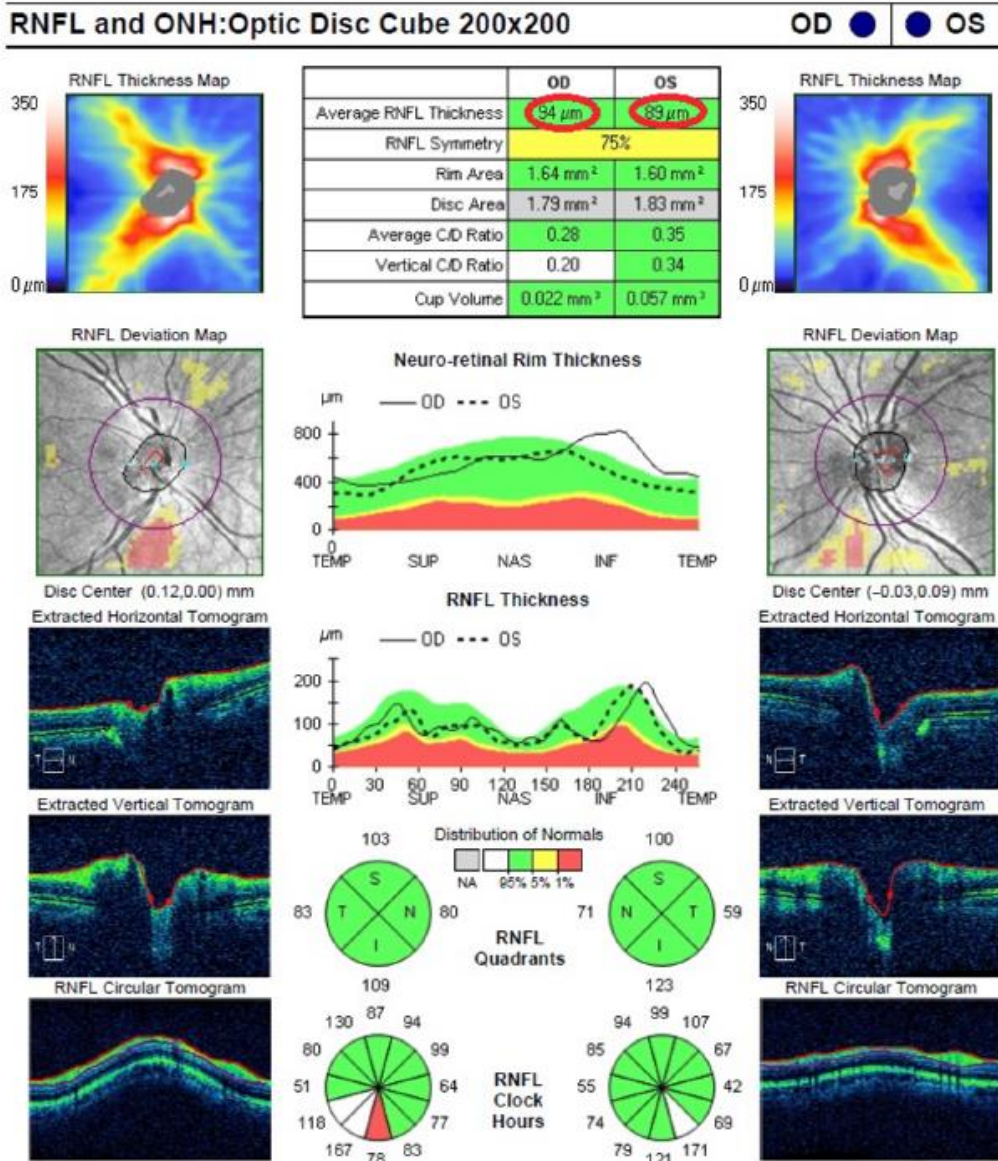 RNFL and ONH:Optic Disc Cube 200x200 OD OS
RNFL Thickness Map
350
175
0 μm
OD OS
Average RNFL Thickness 94 μm 89 μm
RNFL Symmetry 75%
Rim Area 1.64 mm² 1.60 mm²
Disc Area 1.79 mm² 1.83 mm²
Average C/D Ratio 0.28 0.35
Vertical C/D Ratio 0.20 0.34
Cup Volume 0.022 mm³ 0.057 mm³
RNFL Thickness Map
350
175
0 μm
RNFL Deviation Map
Disc Center (0.12,0.00) mm
Neuro-retinal Rim Thickness
μm OD OS
800
400
0
0
TEMP SUP NAS INF TEMP
RNFL Deviation Map
Disc Center (−0.03,0.09) mm
Extracted Horizontal Tomogram
T N
RNFL Thickness
μm OD OS
200
100
0
0 30 60 90 120 150 180 210 240
TEMP SUP NAS INF TEMP
Extracted Horizontal Tomogram
N T
Extracted Vertical Tomogram
T N
Distribution of Normals
NA 95% 5% 1%
103
83 S T N I 80
109
RNFL
Quadrants
100
71 S N T I 59
123
Extracted Vertical Tomogram
N T
RNFL Circular Tomogram
87
130 94
80 99
51 64
118 77
167 83
78
RNFL
Clock
Hours
99
94 107
85 67
55 42
74 69
79 171
121
RNFL Circular Tomogram